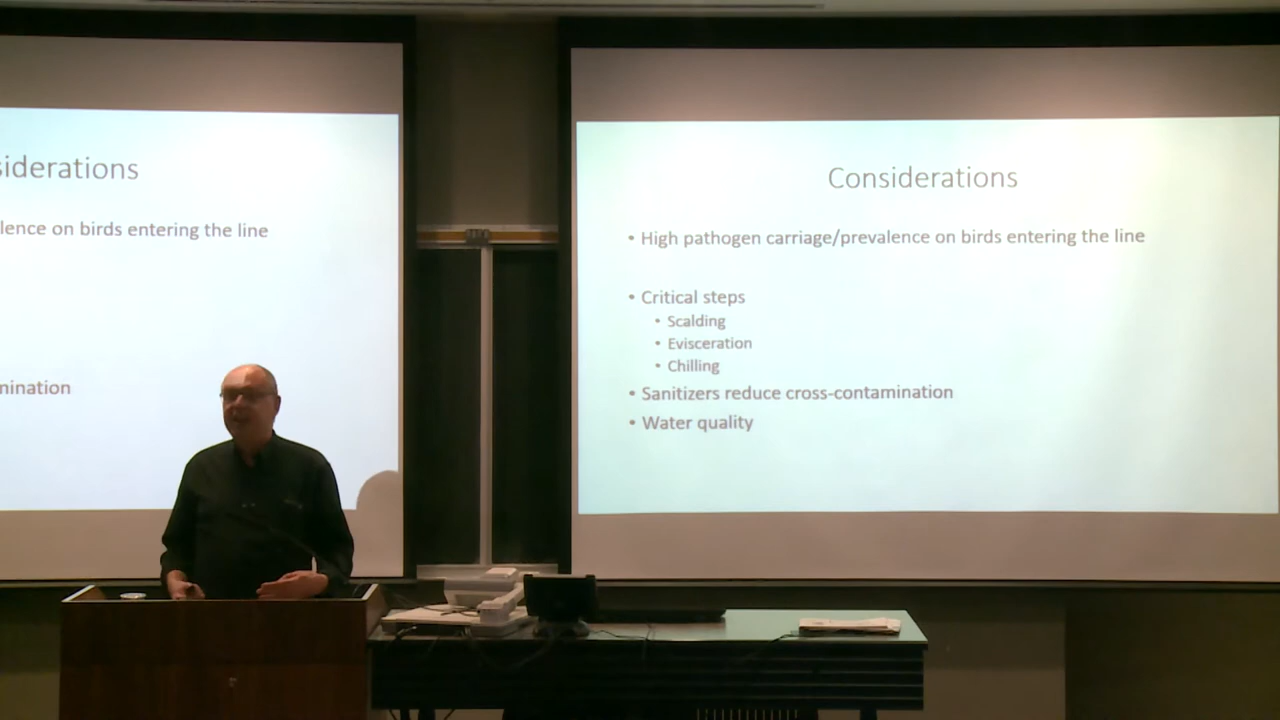 siderations
lence on birds entering the line
mination
Considerations
• High pathogen carriage/prevalence on birds entering the line
• Critical steps
• Scalding
• Evisceration
• Chilling
• Sanitizers reduce cross-contamination
• Water quality